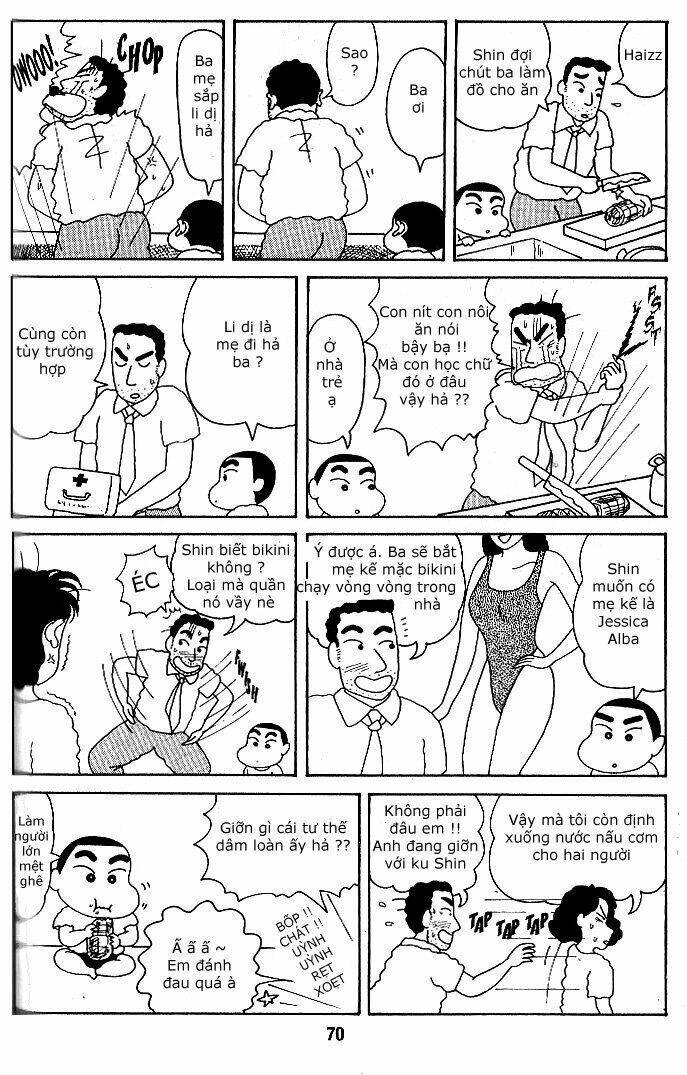 Haizz
Shin đợi
chút ba làm
đồ cho ăn
Ba
ơi
Sao
?
Ba
mẹ
sắp
li dị
hả
CHOP
OWOOO!
Con nít con nôi
ăn nói
bậy bạ !!
Mà con học chữ
đó ở đâu
vậy hả ??
FSSST
Ở
nhà
trẻ
ạ
Li dị là
mẹ đi hả
ba ?
Cùng còn
tùy trường
hợp
Shin
muốn có
mẹ kế là
Jessica
Alba
Ý được á. Ba sẽ bắt
mẹ kế mặc bikini
chạy vòng vòng trong
nhà
Shin biết bikini
không ?
Loại mà quần
nó vầy nè
ÉC
FWISH
Vậy mà tôi còn định
xuống nước nấu cơm
cho hai người
Không phải
đâu em !!
Anh đang giỡn
với ku Shin
TAP TAP TAP
Giỡn gì cái tư thế
dâm loàn ấy hả ??
BỐP !!
CHÁT !!
UỲNH
UỲNH
RẸT
XOẸT
Ấ ấ ấ ~
Em đánh
đau quá à
Làm
người
lớn
mệt
ghê
70